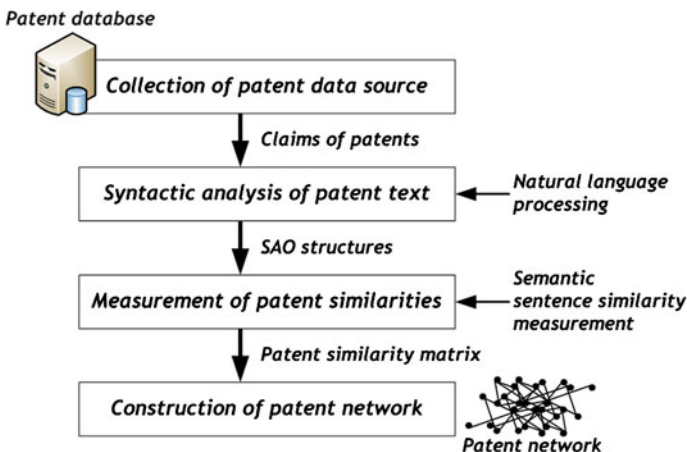 Patent database
Collection of patent data source
Claims of patents
Syntactic analysis of patent text
Natural language
processing
SAO structures
Measurement of patent similarities
Semantic
sentence similarity
measurement
Patent similarity matrix
Construction of patent network
Patent network